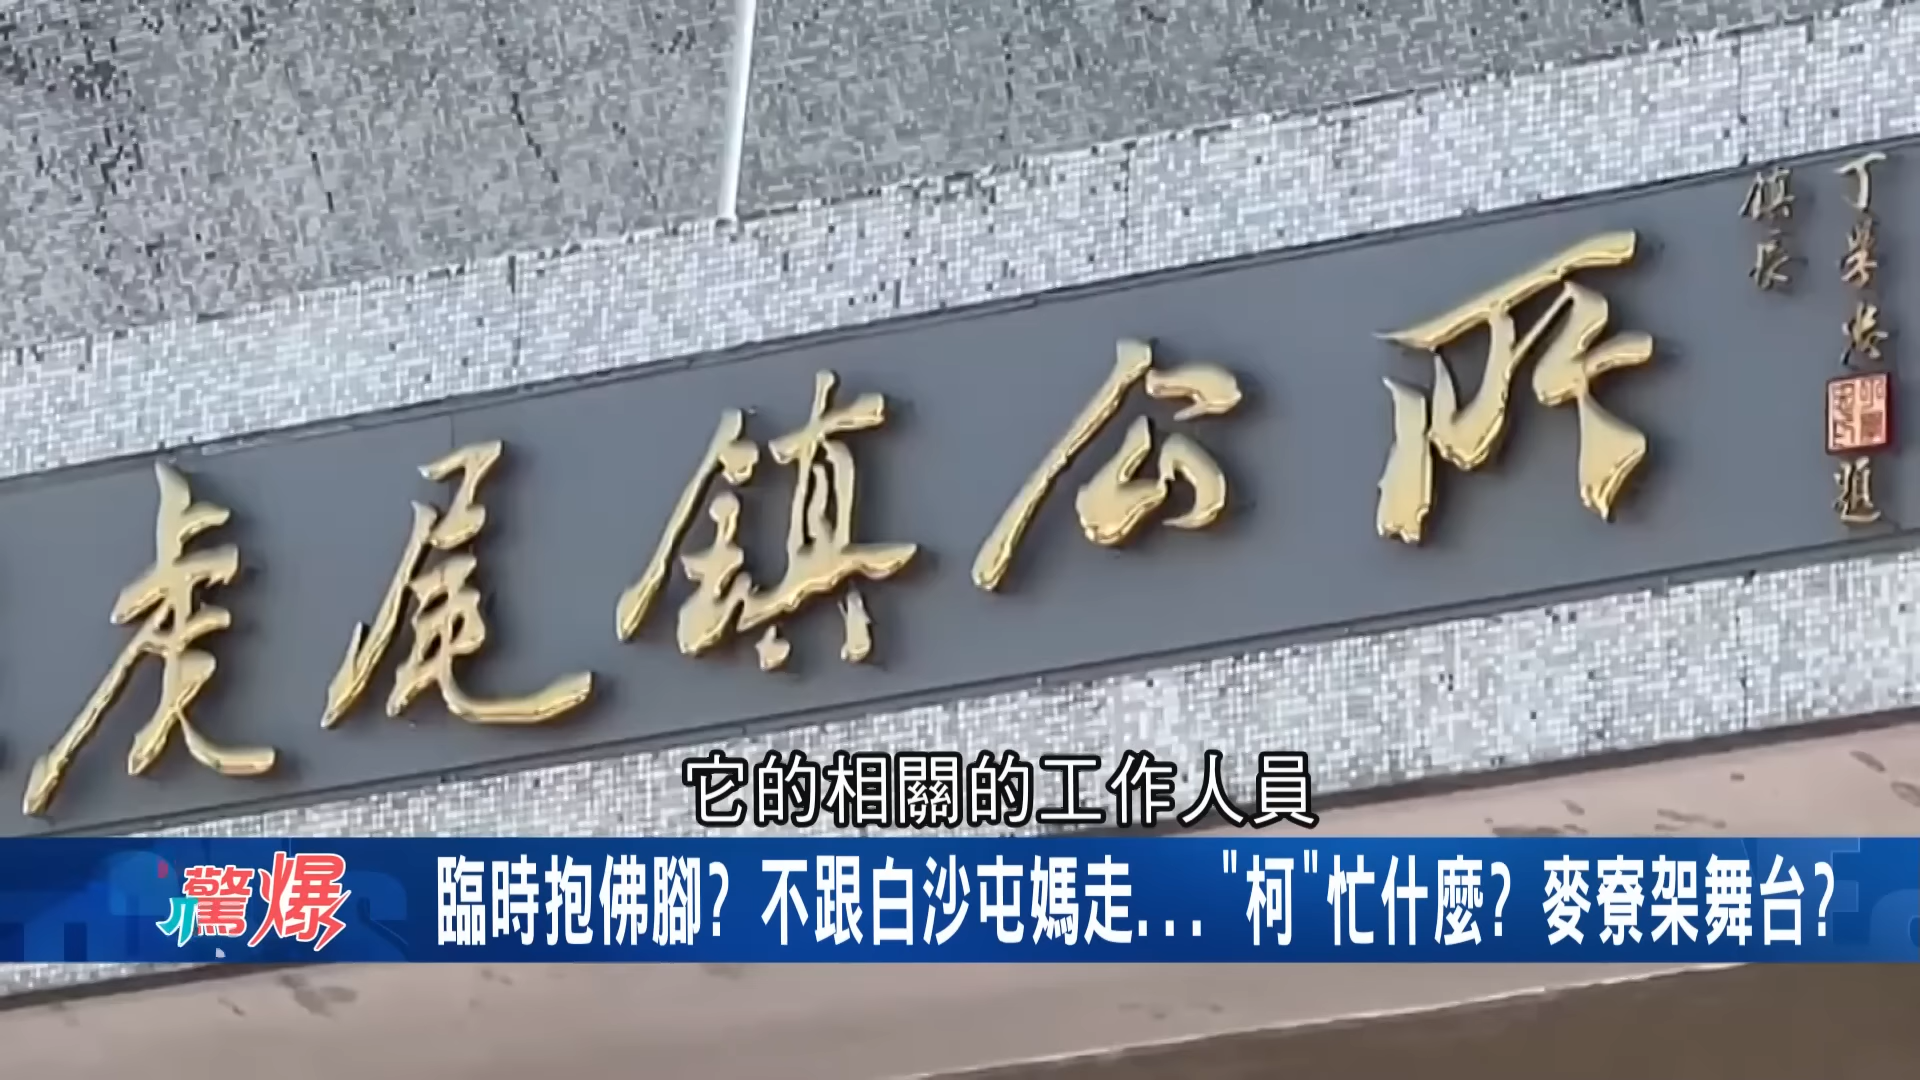 虎尾鎮公所
鎮長
丁學忠
題
它的相關的工作人員
驚爆
臨時抱佛腳? 不跟白沙屯媽走... "柯"忙什麼? 麥寮架舞台?